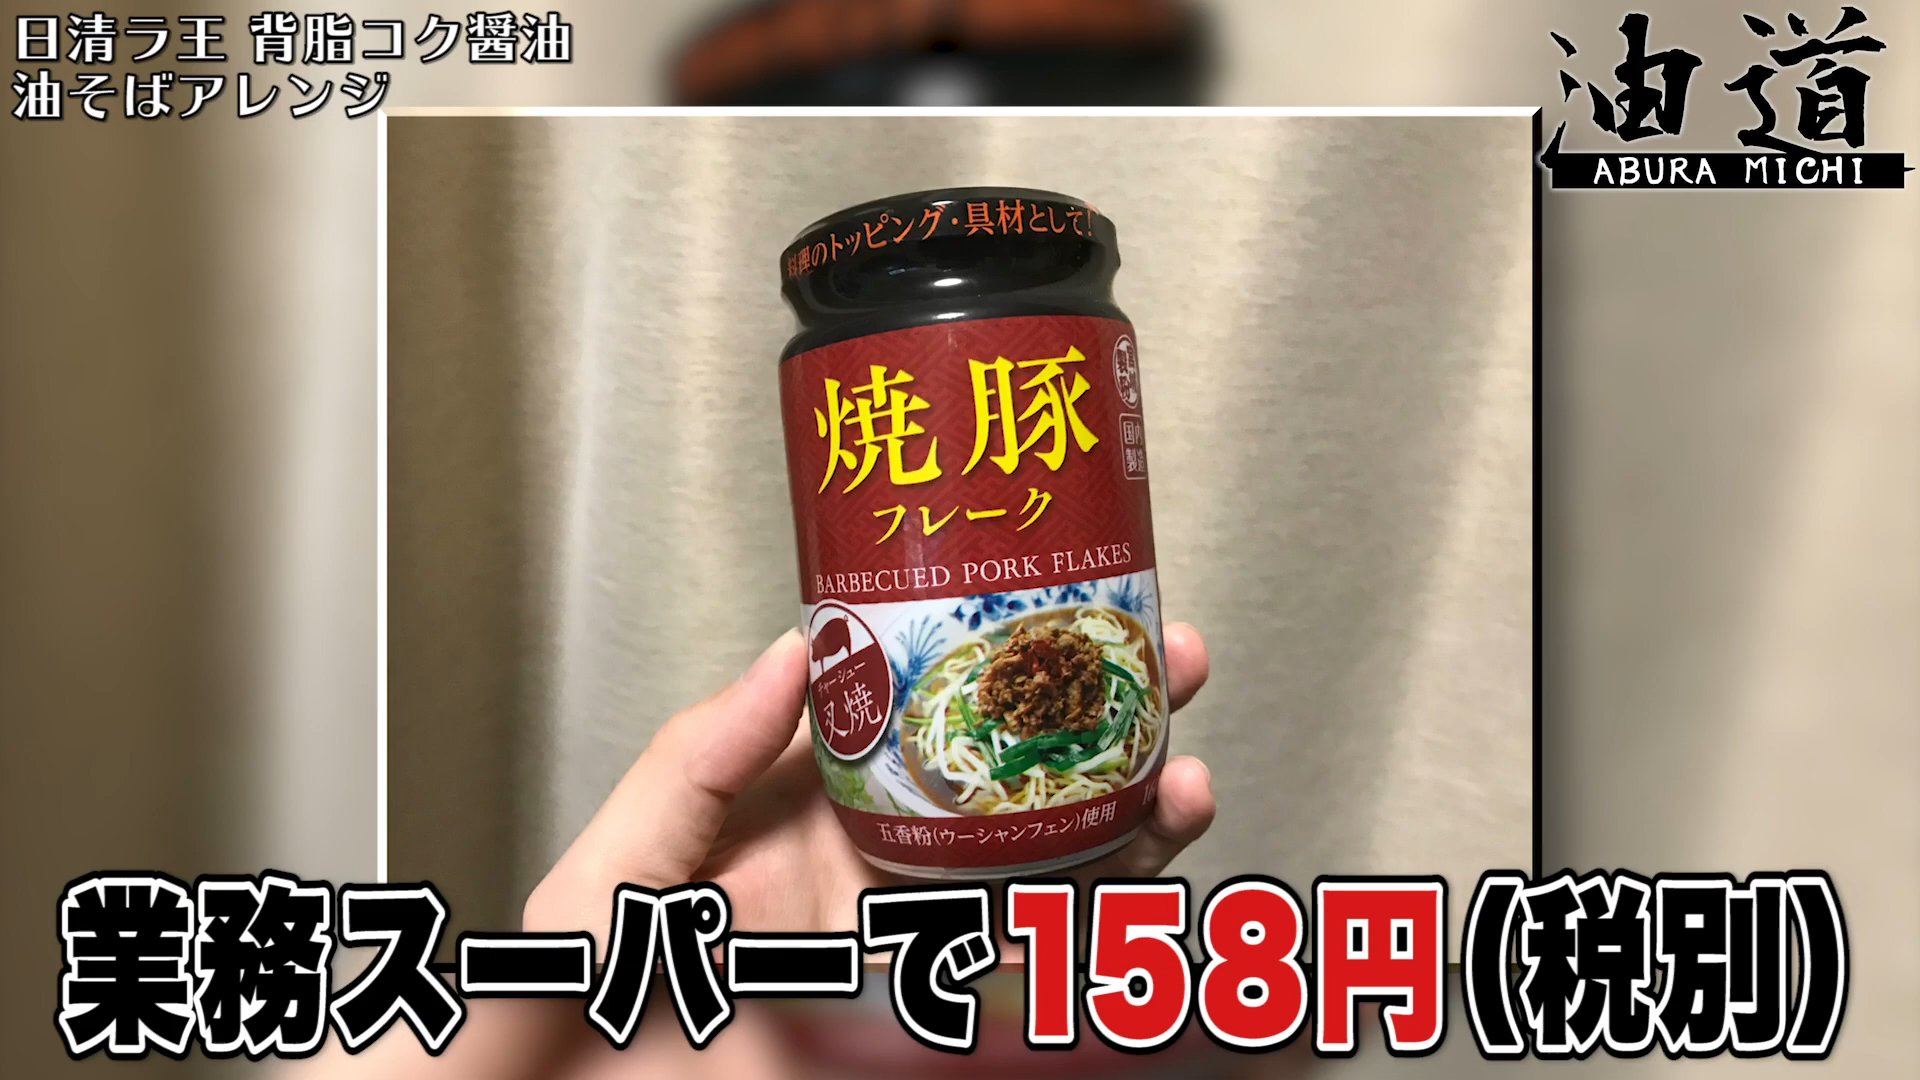 日清ラ王 背脂コク醤油
油そばアレンジ
油道
ABURA MICHI
料理のトッピング・具材として!
焼豚
フレーク
BARBECUED PORK FLAKES
国内
製造
チャーシュー
叉焼
五香粉(ウーシャンフェン)使用
業務スーパーで158円(税別)